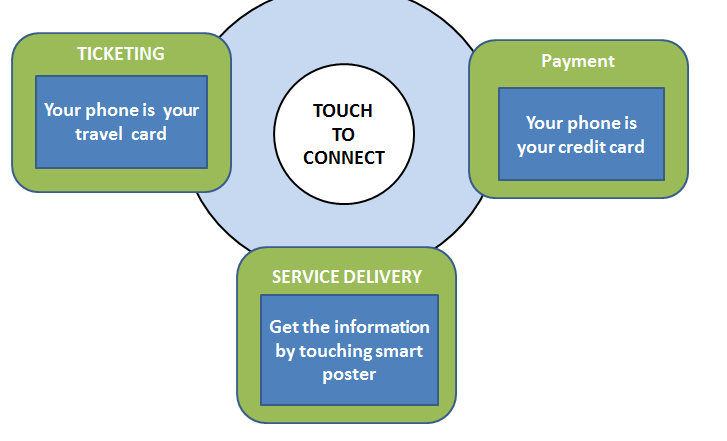 TICKETING
Your phone is your
travel card
TOUCH
TO
CONNECT
Payment
Your phone is
your credit card
SERVICE DELIVERY
Get the information
by touching smart
poster